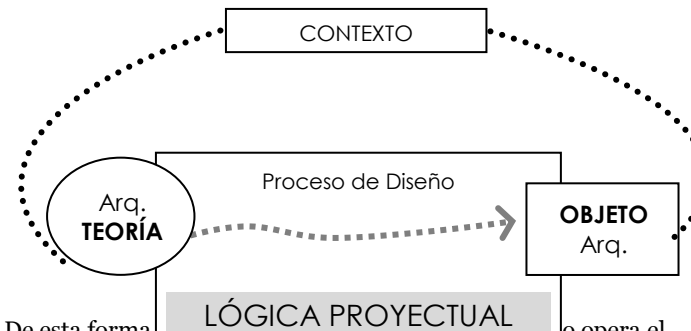 CONTEXTO
Proceso de Diseño
Arq.
TEORÍA
OBJETO
Arq.
LÓGICA PROYECTUAL
De esta forma o opera el